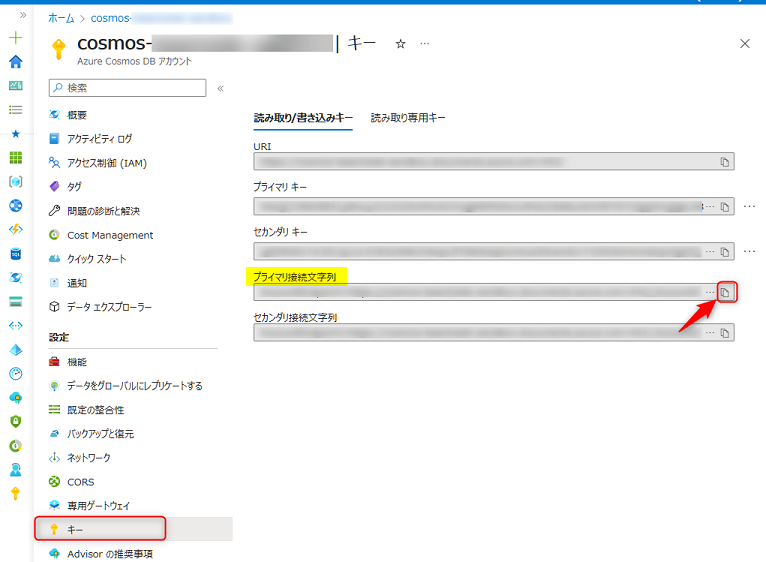 ホーム > cosmos-
cosmos- | キー
Azure Cosmos DB アカウント
検索
概要
アクティビティ ログ
アクセス制御 (IAM)
タグ
問題の診断と解決
Cost Management
クイック スタート
通知
データ エクスプローラー
設定
機能
データをグローバルにレプリケートする
既定の整合性
バックアップと復元
ネットワーク
CORS
専用ゲートウェイ
キー
Advisor の推奨事項
読み取り/書き込みキー 読み取り専用キー
URI
プライマリ キー
セカンダリ キー
プライマリ接続文字列
セカンダリ接続文字列